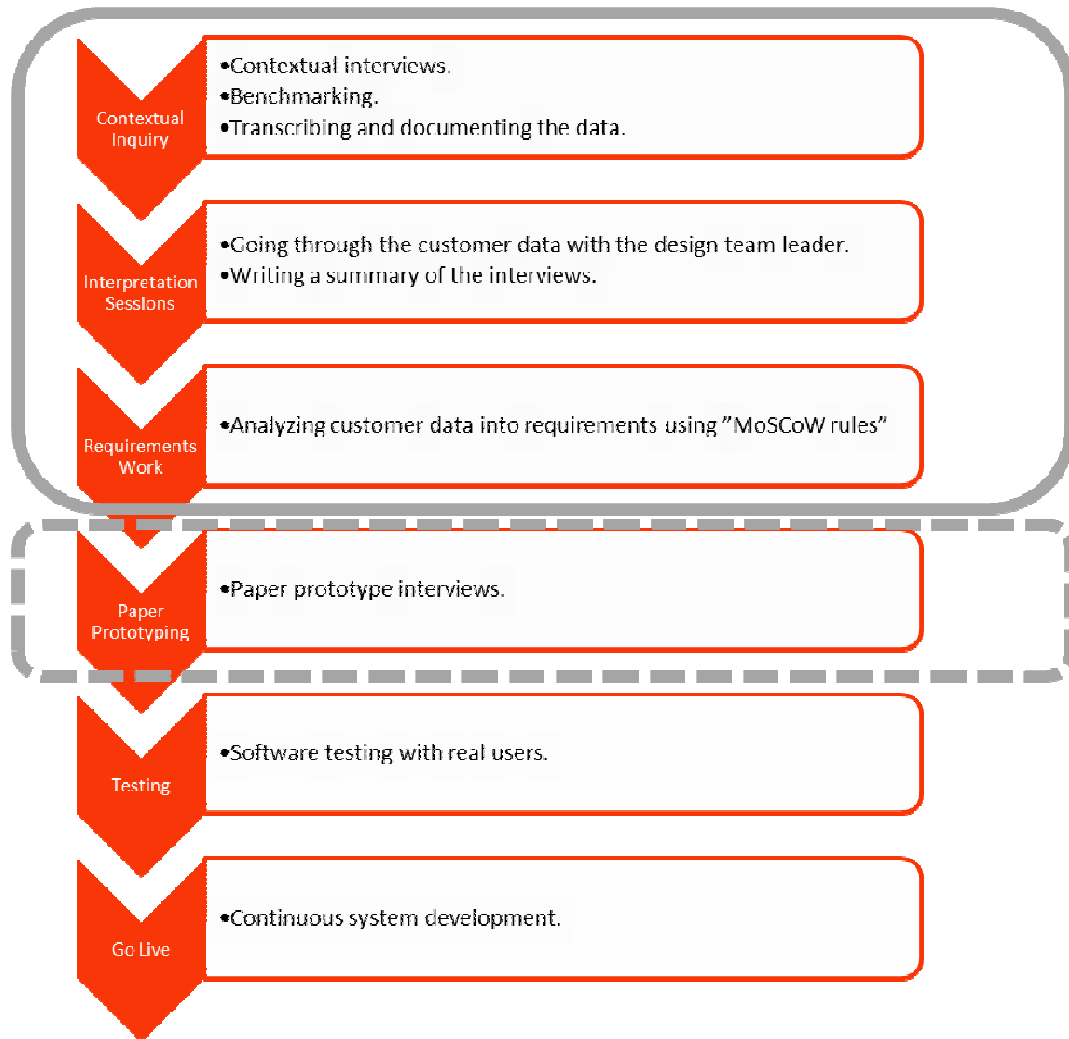 Contextual
Inquiry
•Contextual interviews.
•Benchmarking.
•Transcribing and documenting the data.
Interpretation
Sessions
•Going through the customer data with the design team leader.
•Writing a summary of the interviews.
Requirements
Work
•Analyzing customer data into requirements using ”MoSCoW rules”
Paper
Prototyping
•Paper prototype interviews.
Testing
•Software testing with real users.
Go Live
•Continuous system development.